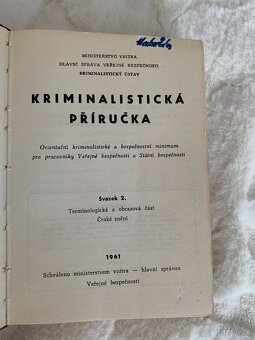 MINISTERSTVO VNITRA
HLAVNÍ SPRÁVA VEŘEJNÉ BEZPEČNOSTI
KRIMINALISTICKÝ ÚSTAV
KRIMINALISTICKÁ
PŘÍRUČKA
Orientační kriminalistické a bezpečnostní minimum
pro pracovníky Veřejné bezpečnosti a Státní bezpečnosti
Svazek 2.
Terminologická a obrazová část
České znění
1961
Schváleno ministerstvem vnitra — hlavní správou
Veřejné bezpečnosti